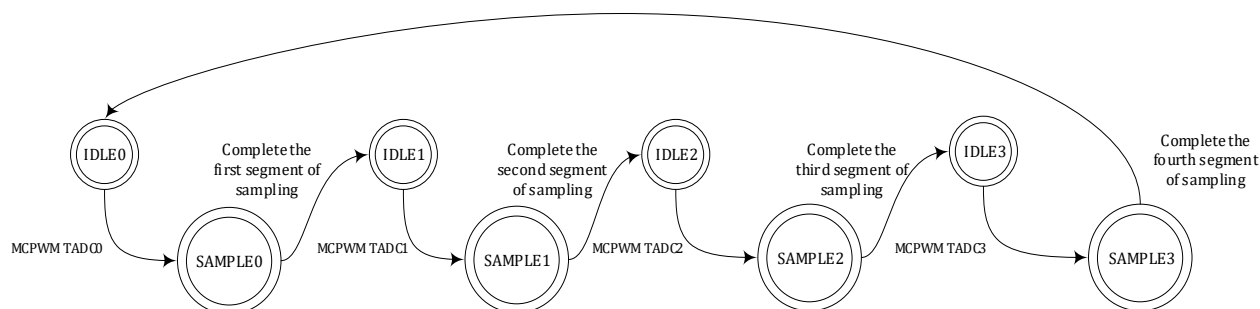 IDLE0
Complete the
first segment of
sampling
IDLE1
Complete the
second segment
of sampling
IDLE2
Complete the
third segment of
sampling
IDLE3
Complete the
fourth segment
of sampling
MCPWM TADC0
SAMPLE0
MCPWM TADC1
SAMPLE1
MCPWM TADC2
SAMPLE2
MCPWM TADC3
SAMPLE3